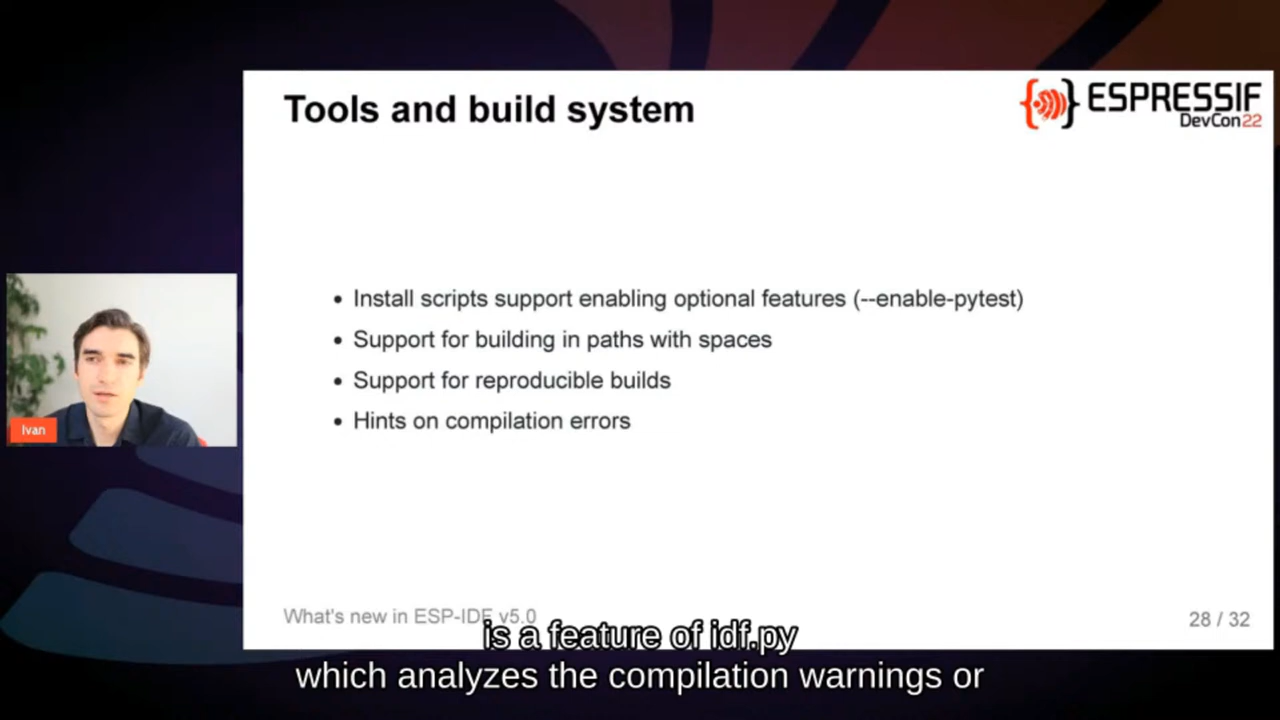 Tools and build system
ESPRESSIF
DevCon22
• Install scripts support enabling optional features (--enable-pytest)
• Support for building in paths with spaces
• Support for reproducible builds
• Hints on compilation errors
Ivan
What's new in ESP-IDF v5.0
28 / 32
is a feature of idf.py
which analyzes the compilation warnings or